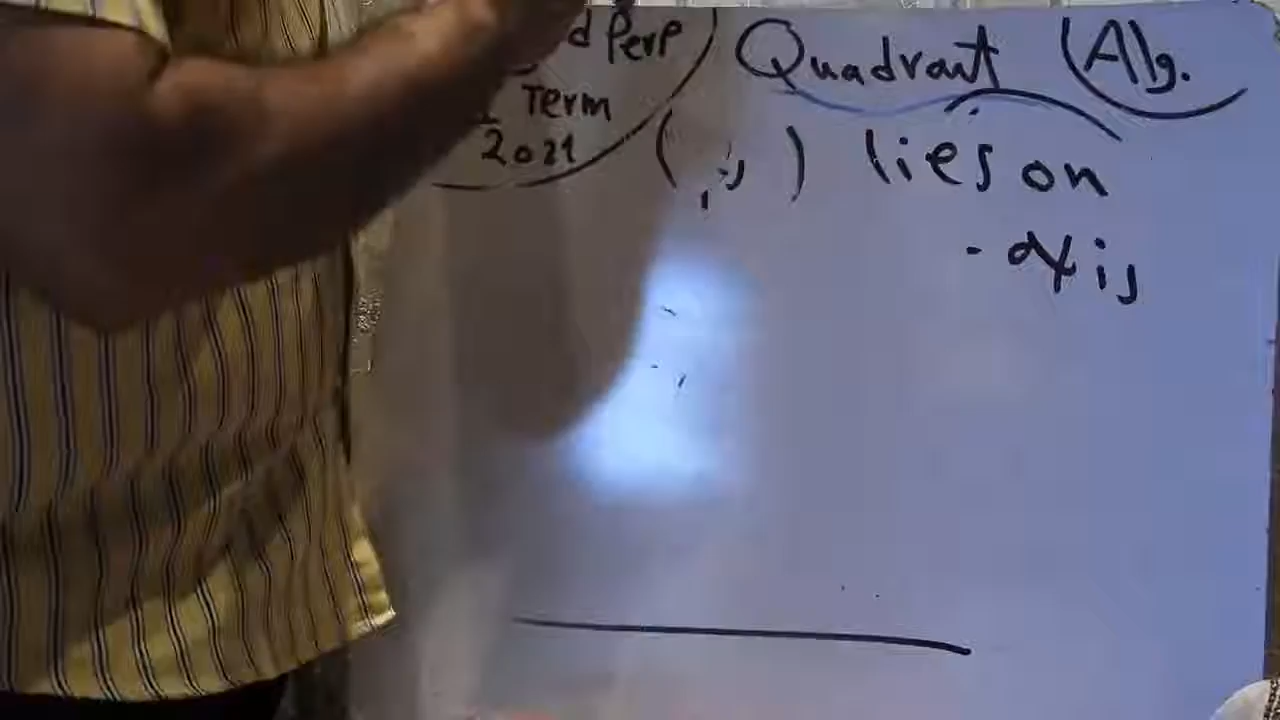 d Perp
Term
2021
Quadrant (Alg.
( , ) lies on
- axis